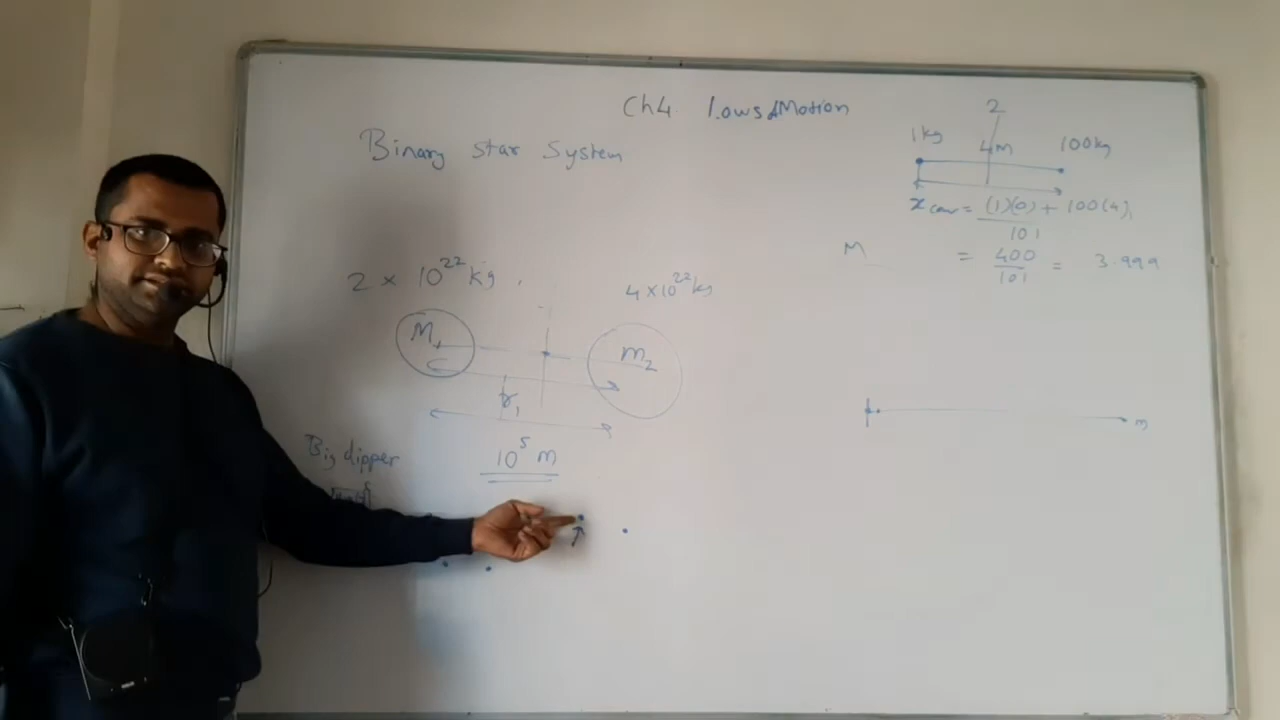 Ch4 Laws of Motion
Binary star System
2
1kg 4M 100kg
x com = (1)(0) + 100(4)
101
= 400 = 3.999
101
M
2 × 10²² kg ,
4 × 10²² kg
M₁
m₂
r₁
10⁵ m
Big dipper
m